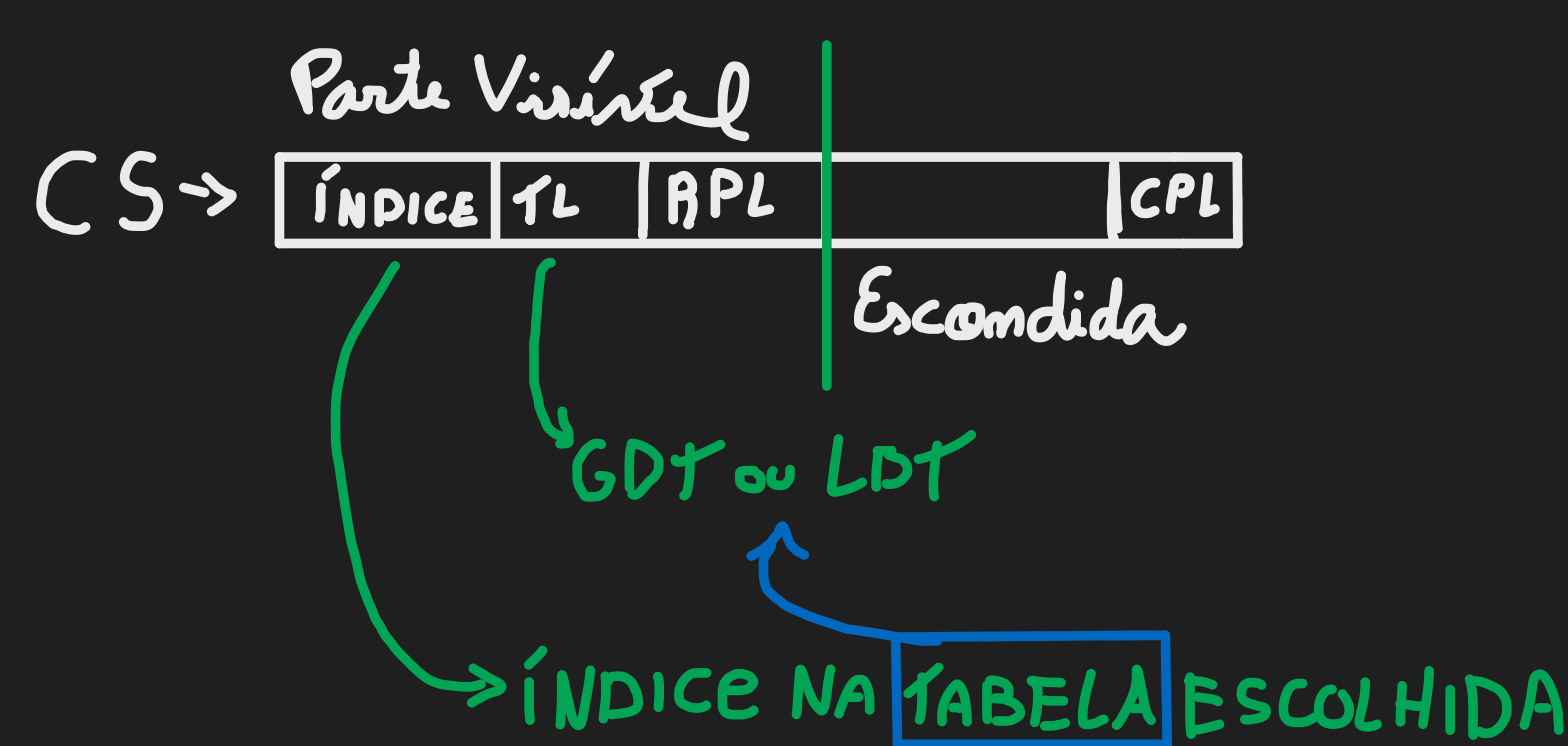 Parte Visível
CS → ÍNDICE TL RPL CPL
Escondida
GDT ou LDT
ÍNDICE NA TABELA ESCOLHIDA